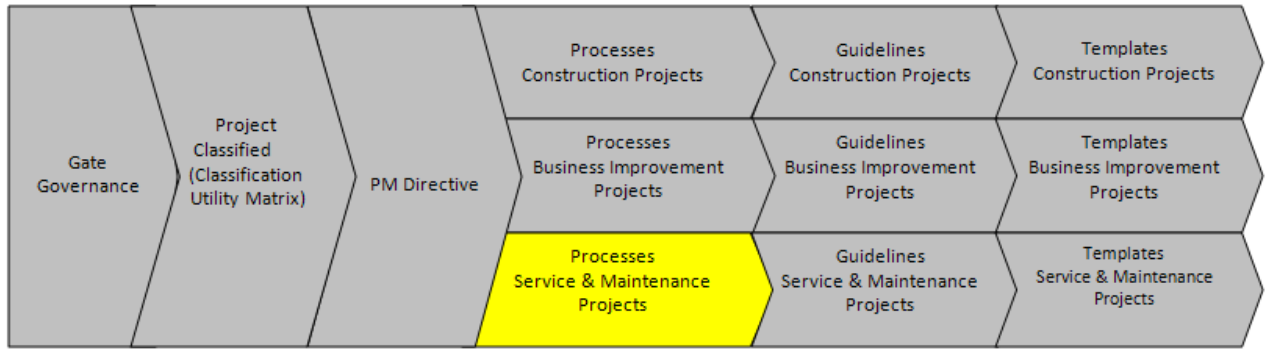 Gate
Governance
Project
Classified
(Classification
Utility Matrix)
PM Directive
Processes
Construction Projects
Guidelines
Construction Projects
Templates
Construction Projects
Processes
Business Improvement
Projects
Guidelines
Business Improvement
Projects
Templates
Business Improvement
Projects
Processes
Service & Maintenance
Projects
Guidelines
Service & Maintenance
Projects
Templates
Service & Maintenance
Projects